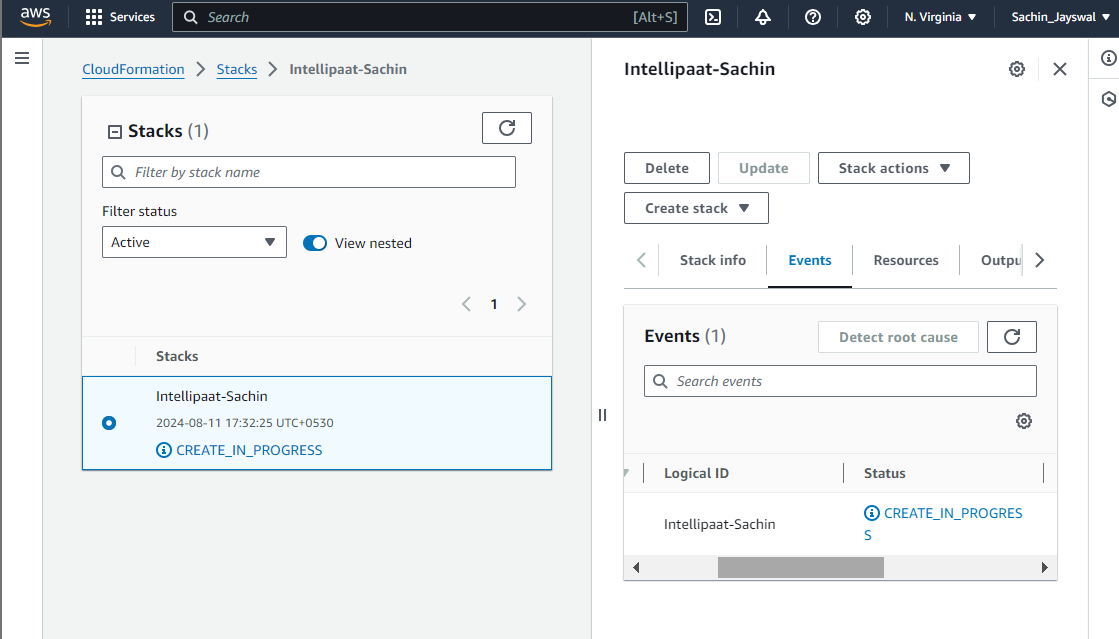 aws
Services
Search
[Alt+S]
N. Virginia
Sachin_Jayswal
CloudFormation
Stacks
Intellipaat-Sachin
Stacks (1)
Filter by stack name
Filter status
Active
View nested
1
Stacks
Intellipaat-Sachin
2024-08-11 17:32:25 UTC+0530
CREATE_IN_PROGRESS
Intellipaat-Sachin
Delete
Update
Stack actions
Create stack
Stack info
Events
Resources
Outpu
Events (1)
Detect root cause
Search events
Logical ID
Status
Intellipaat-Sachin
CREATE_IN_PROGRES
S